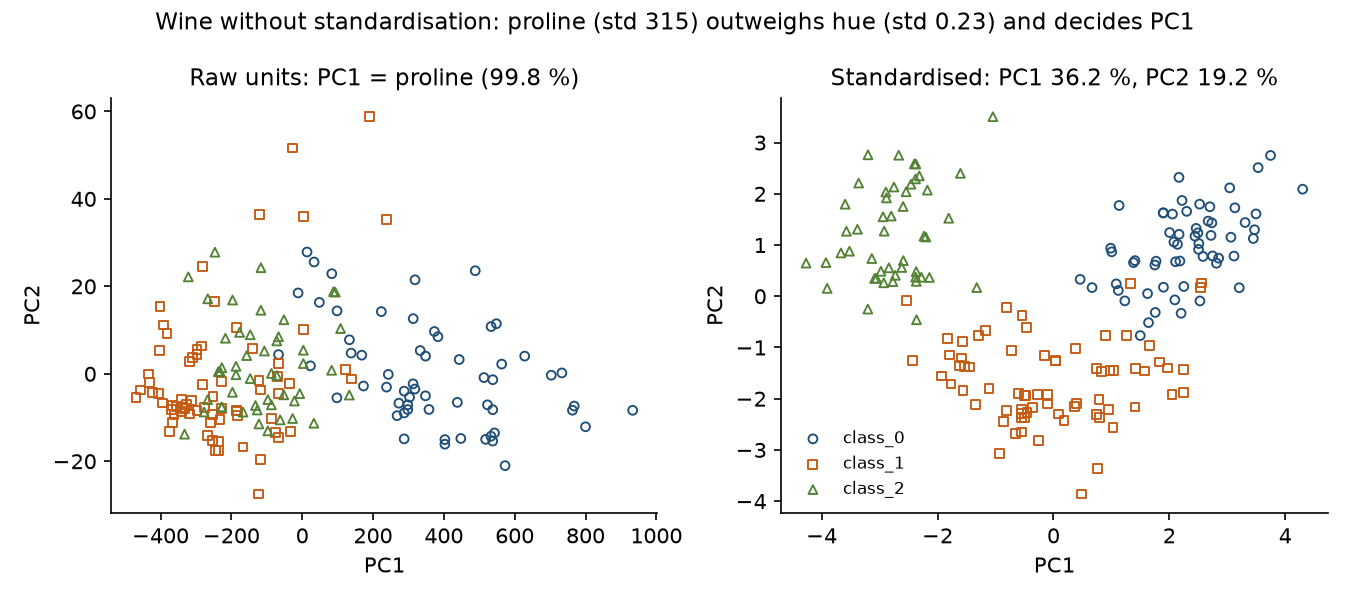 Wine without standardisation: proline (std 315) outweighs hue (std 0.23) and decides PC1
Raw units: PC1 = proline (99.8 %)
60
40
20
0
−20
PC2
−400 −200 0 200 400 600 800 1000
PC1
Standardised: PC1 36.2 %, PC2 19.2 %
3
2
1
0
−1
−2
−3
−4
PC2
class_0
class_1
class_2
−4 −2 0 2 4
PC1